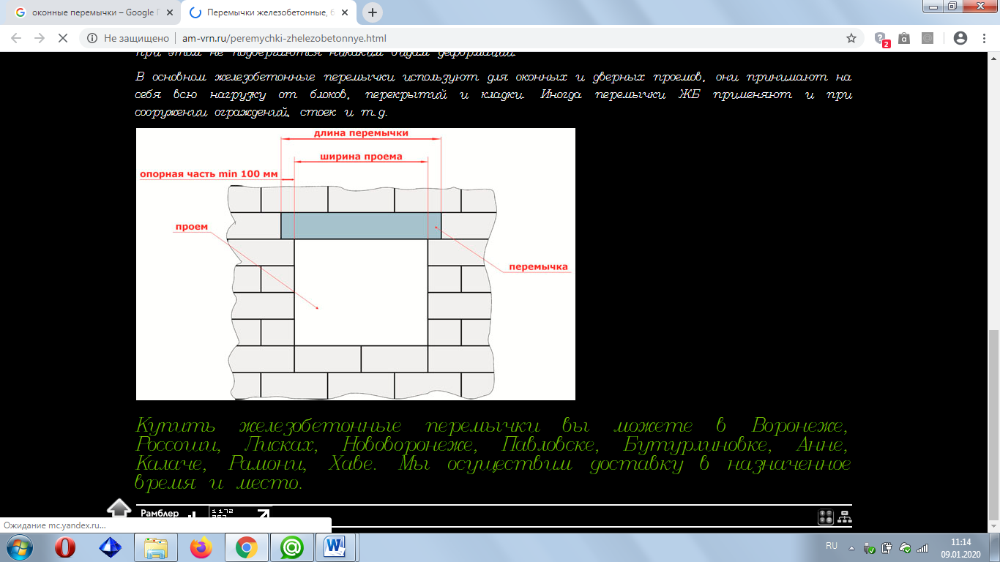 оконные перемычки – Google П
Перемычки железобетонные, б
Не защищено
am-vrn.ru/peremychki-zhelezobetonnye.html
2
при этом не подвергаются никаким видам деформаций.
В основном железобетонные перемычки используют для оконных и дверных проемов, они принимают на
себя всю нагрузку от блоков, перекрытий и кладки. Иногда перемычки ЖБ применяют и при
сооружении ограждений, стоек и т.д.
длина перемычки
ширина проема
опорная часть min 100 мм
проем
перемычка
Купить железобетонные перемычки вы можете в Воронеже,
Россоши, Лисках, Нововоронеже, Павловске, Бутурлиновке, Анне,
Калаче, Рамони, Хаве. Мы осуществим доставку в назначенное
время и место.
Рамблер
1172
Ожидание mc.yandex.ru...
RU
11:14
09.01.2020